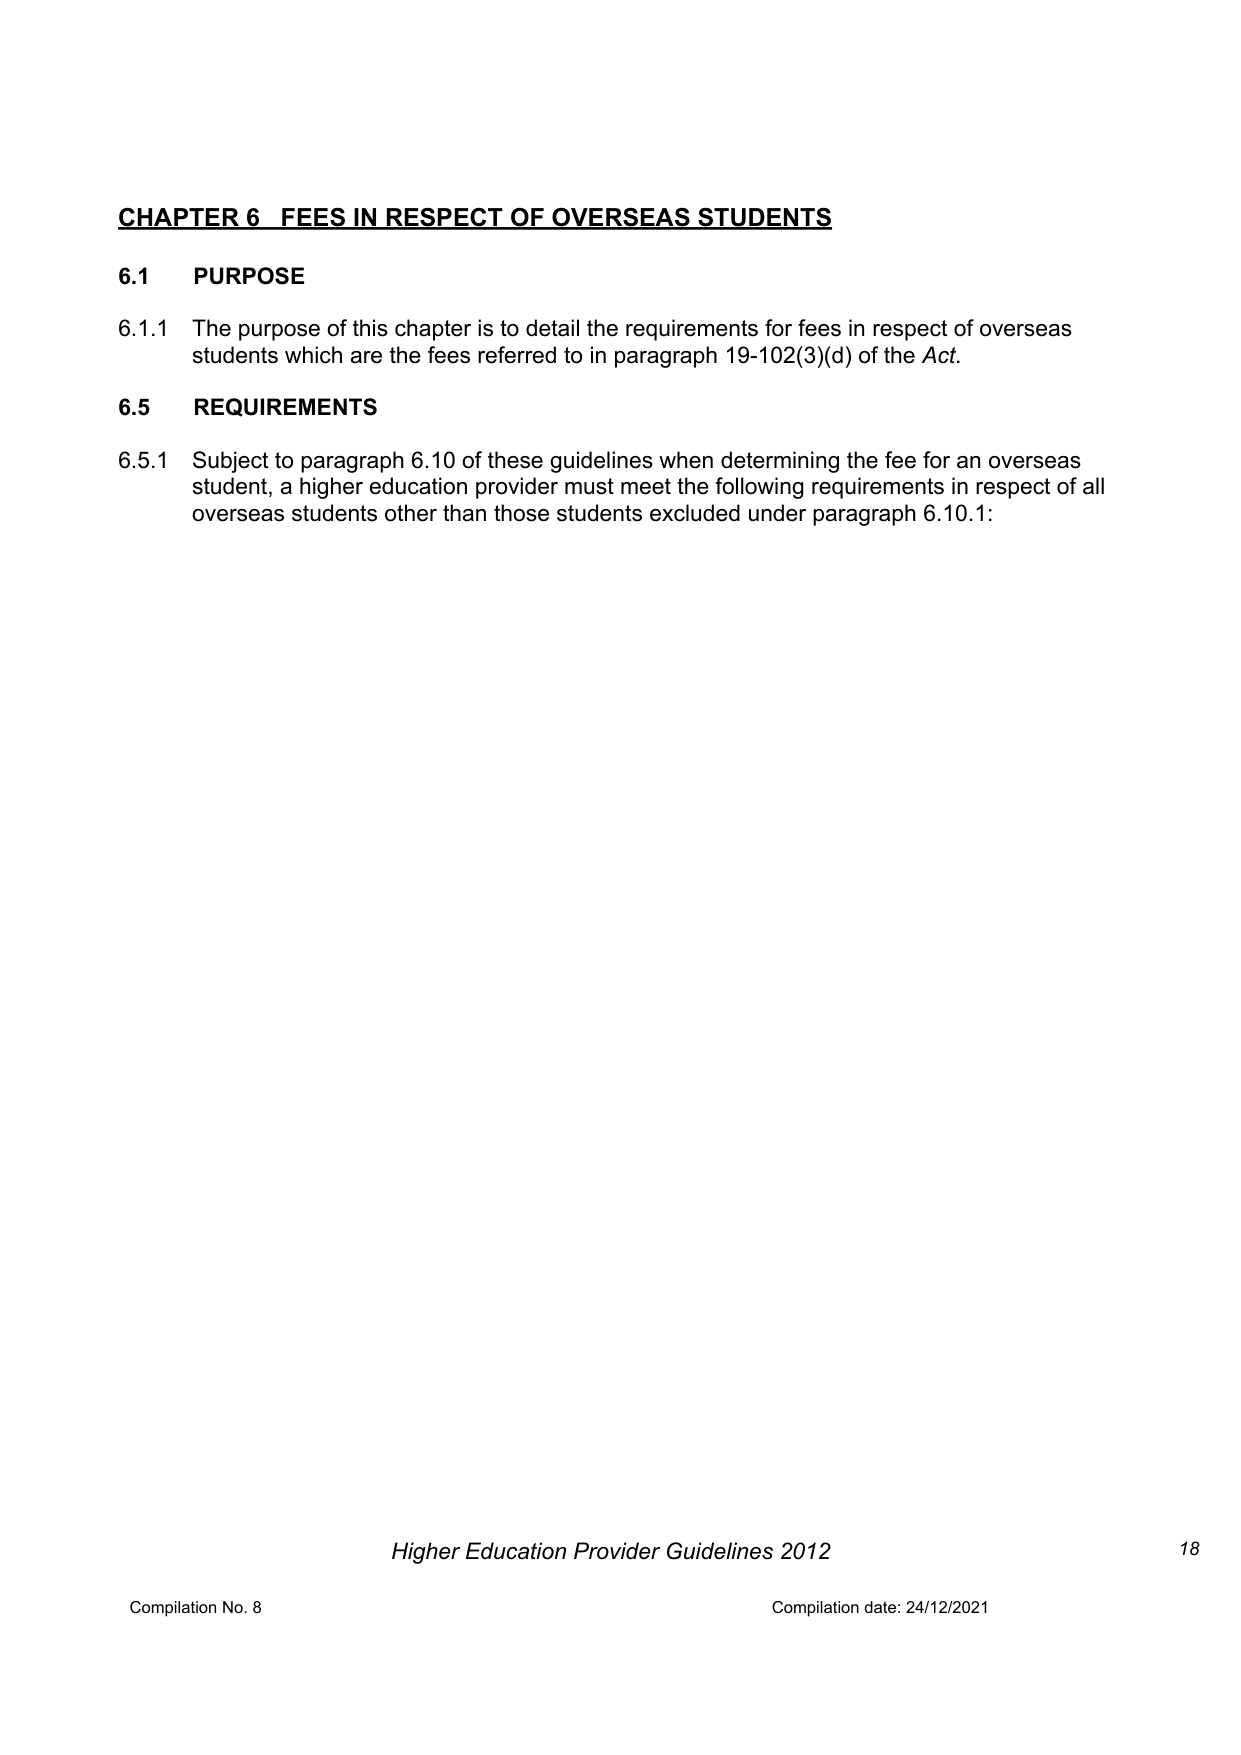 CHAPTER 6   FEES IN RESPECT OF OVERSEAS STUDENTS
6.1 PURPOSE
6.1.1 The purpose of this chapter is to detail the requirements for fees in respect of overseas
students which are the fees referred to in paragraph 19-102(3)(d) of the Act.
6.5 REQUIREMENTS
6.5.1 Subject to paragraph 6.10 of these guidelines when determining the fee for an overseas
student, a higher education provider must meet the following requirements in respect of all
overseas students other than those students excluded under paragraph 6.10.1:
Higher Education Provider Guidelines 2012 18
Compilation No. 8 Compilation date: 24/12/2021